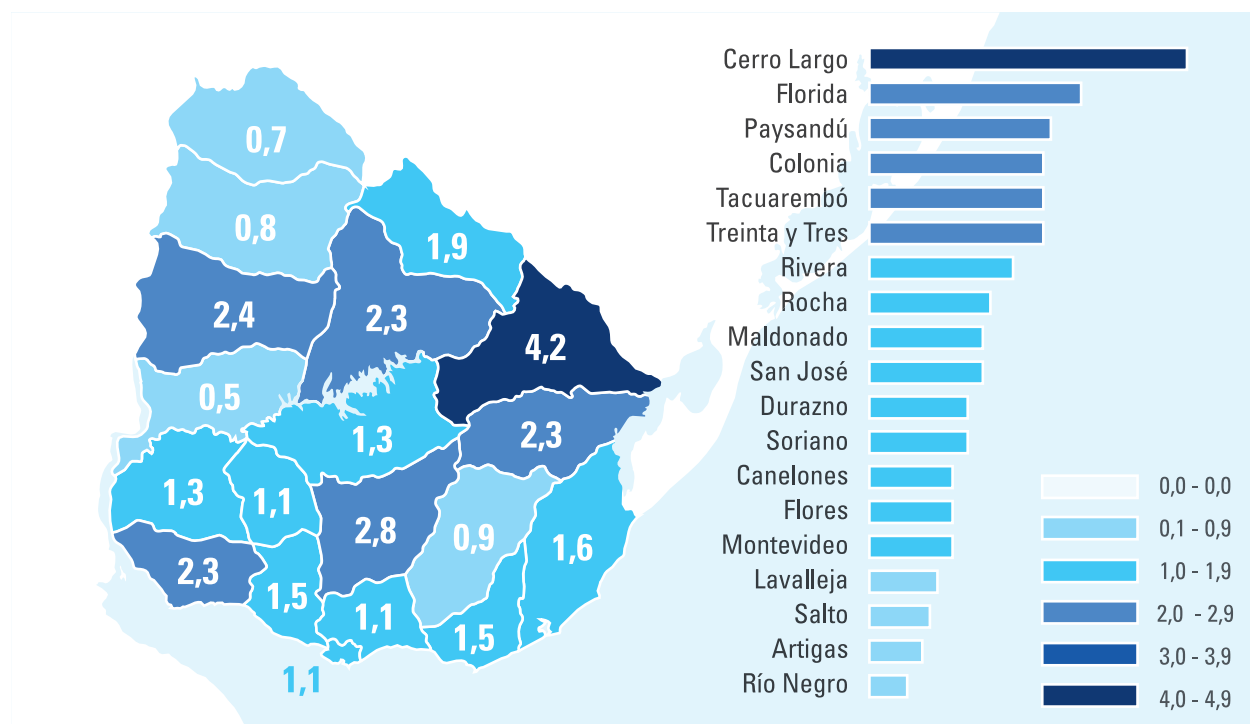 0,7
0,8
1,9
2,4
2,3
4,2
0,5
1,3
2,3
1,3
1,1
2,8
0,9
1,6
2,3
1,5
1,1
1,5
1,1
Cerro Largo
Florida
Paysandú
Colonia
Tacuarembó
Treinta y Tres
Rivera
Rocha
Maldonado
San José
Durazno
Soriano
Canelones
Flores
Montevideo
Lavalleja
Salto
Artigas
Río Negro
0,0 - 0,0
0,1 - 0,9
1,0 - 1,9
2,0 - 2,9
3,0 - 3,9
4,0 - 4,9